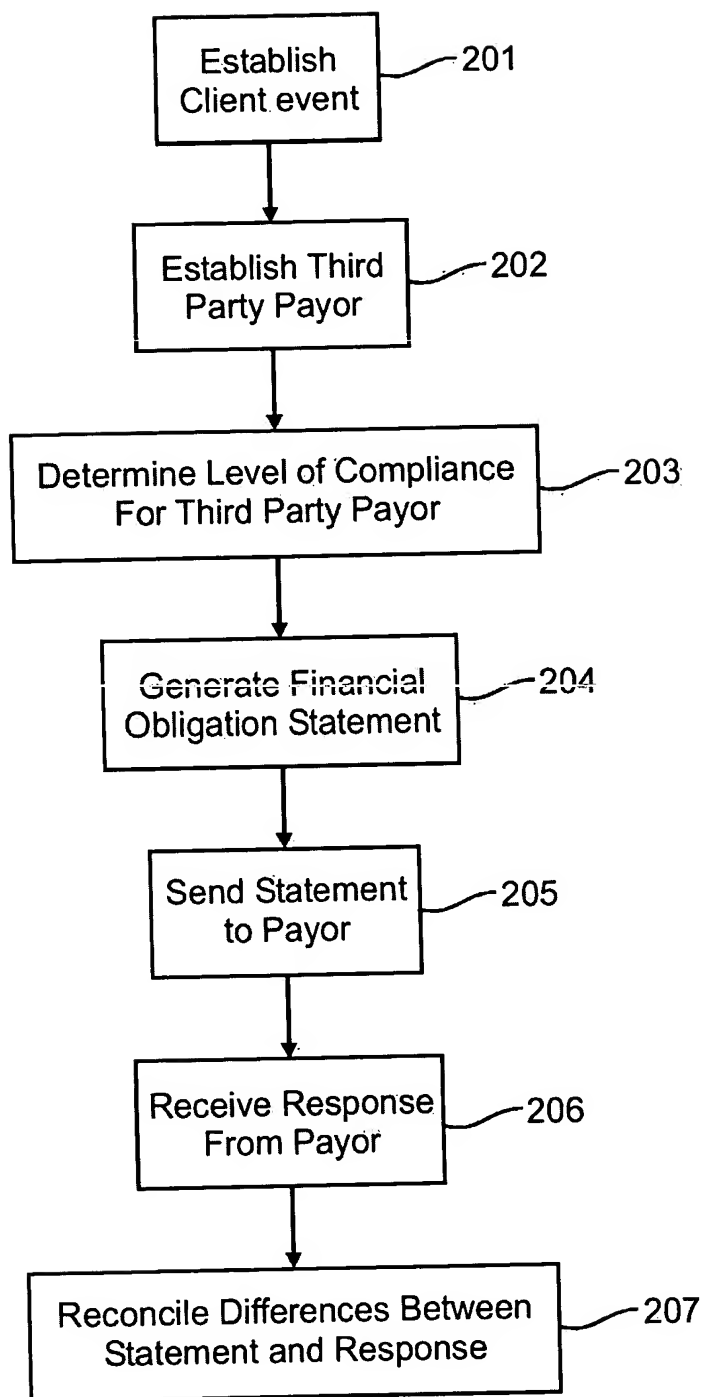 Establish
Client event
201
Establish Third
Party Payor
202
Determine Level of Compliance
For Third Party Payor
203
Generate Financial
Obligation Statement
204
Send Statement
to Payor
205
Receive Response
From Payor
206
Reconcile Differences Between
Statement and Response
207